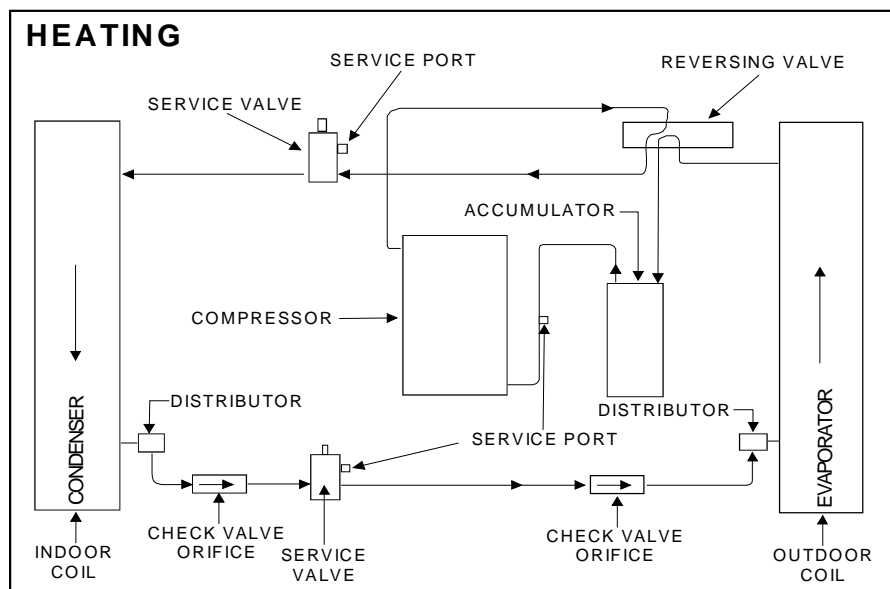 HEATING
SERVICE PORT
REVERSING VALVE
SERVICE VALVE
ACCUMULATOR
COMPRESSOR
DISTRIBUTOR
DISTRIBUTOR
SERVICE PORT
CONDENSER
EVAPORATOR
INDOOR
COIL
CHECK VALVE
ORIFICE
SERVICE
VALVE
CHECK VALVE
ORIFICE
OUTDOOR
COIL